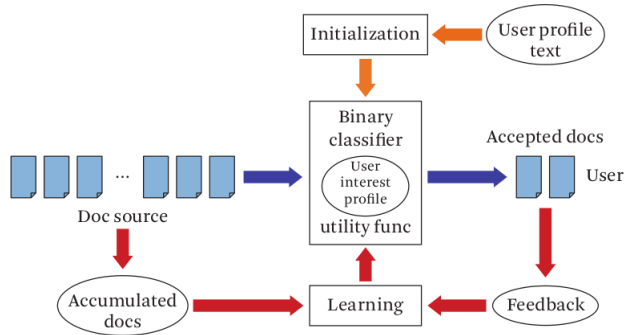 Initialization
User profile
text
Binary
classifier
User
interest
profile
utility func
Accepted docs
User
...
Doc source
Accumulated
docs
Learning
Feedback